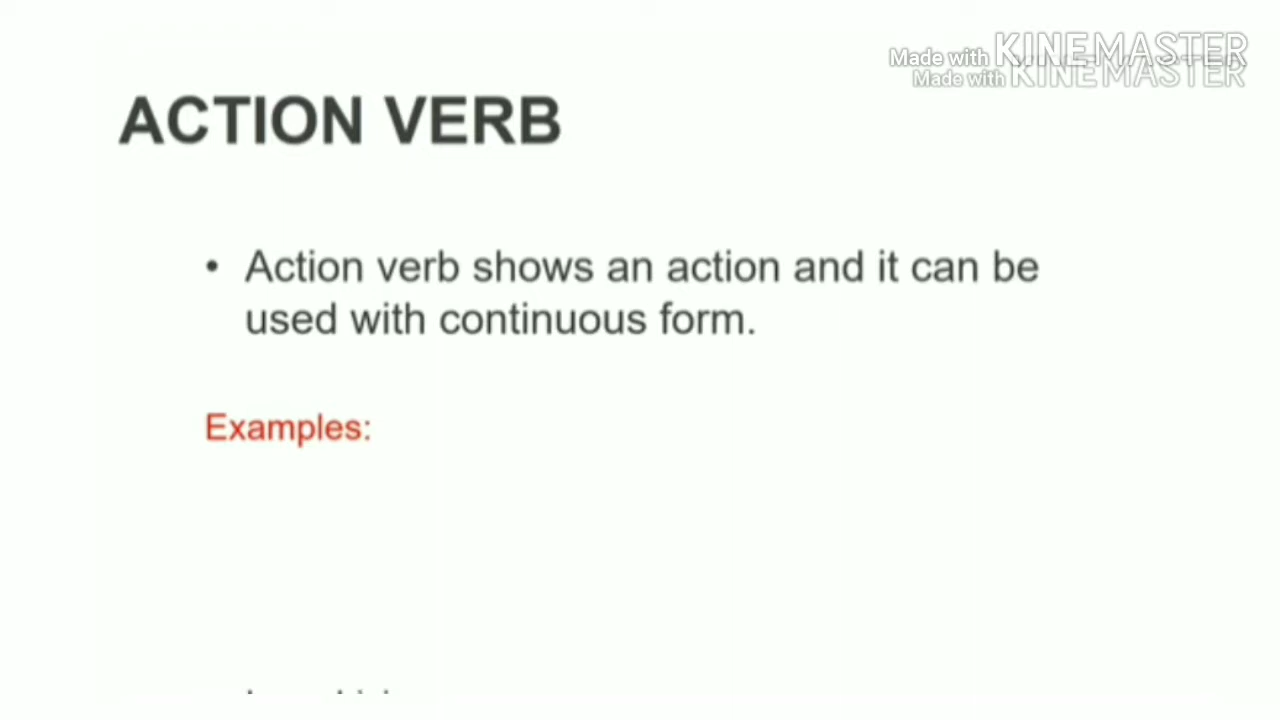 Made with KINEMASTER
Made with KINEMASTER
ACTION VERB
• Action verb shows an action and it can be
used with continuous form.
Examples: